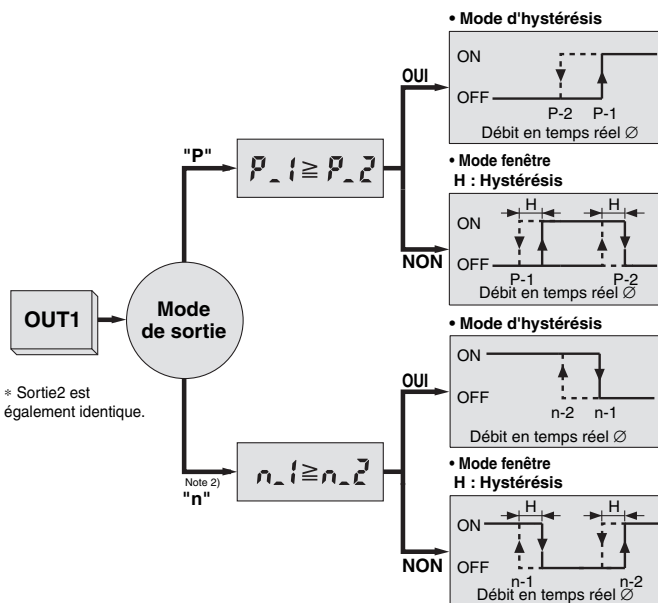 • Mode d'hystérésis
ON
OFF
P-2 P-1
Débit en temps réel ∅
OUI
"P"
P_1 ≧ P_2
• Mode fenêtre
H : Hystérésis
H H
ON
OFF
P-1 P-2
Débit en temps réel ∅
NON
OUT1
Mode
de sortie
∗ Sortie2 est
également identique.
• Mode d'hystérésis
ON
OFF
n-2 n-1
Débit en temps réel ∅
OUI
Note 2)
"n"
n_1 ≧ n_2
• Mode fenêtre
H : Hystérésis
H H
ON
OFF
n-1 n-2
Débit en temps réel ∅
NON